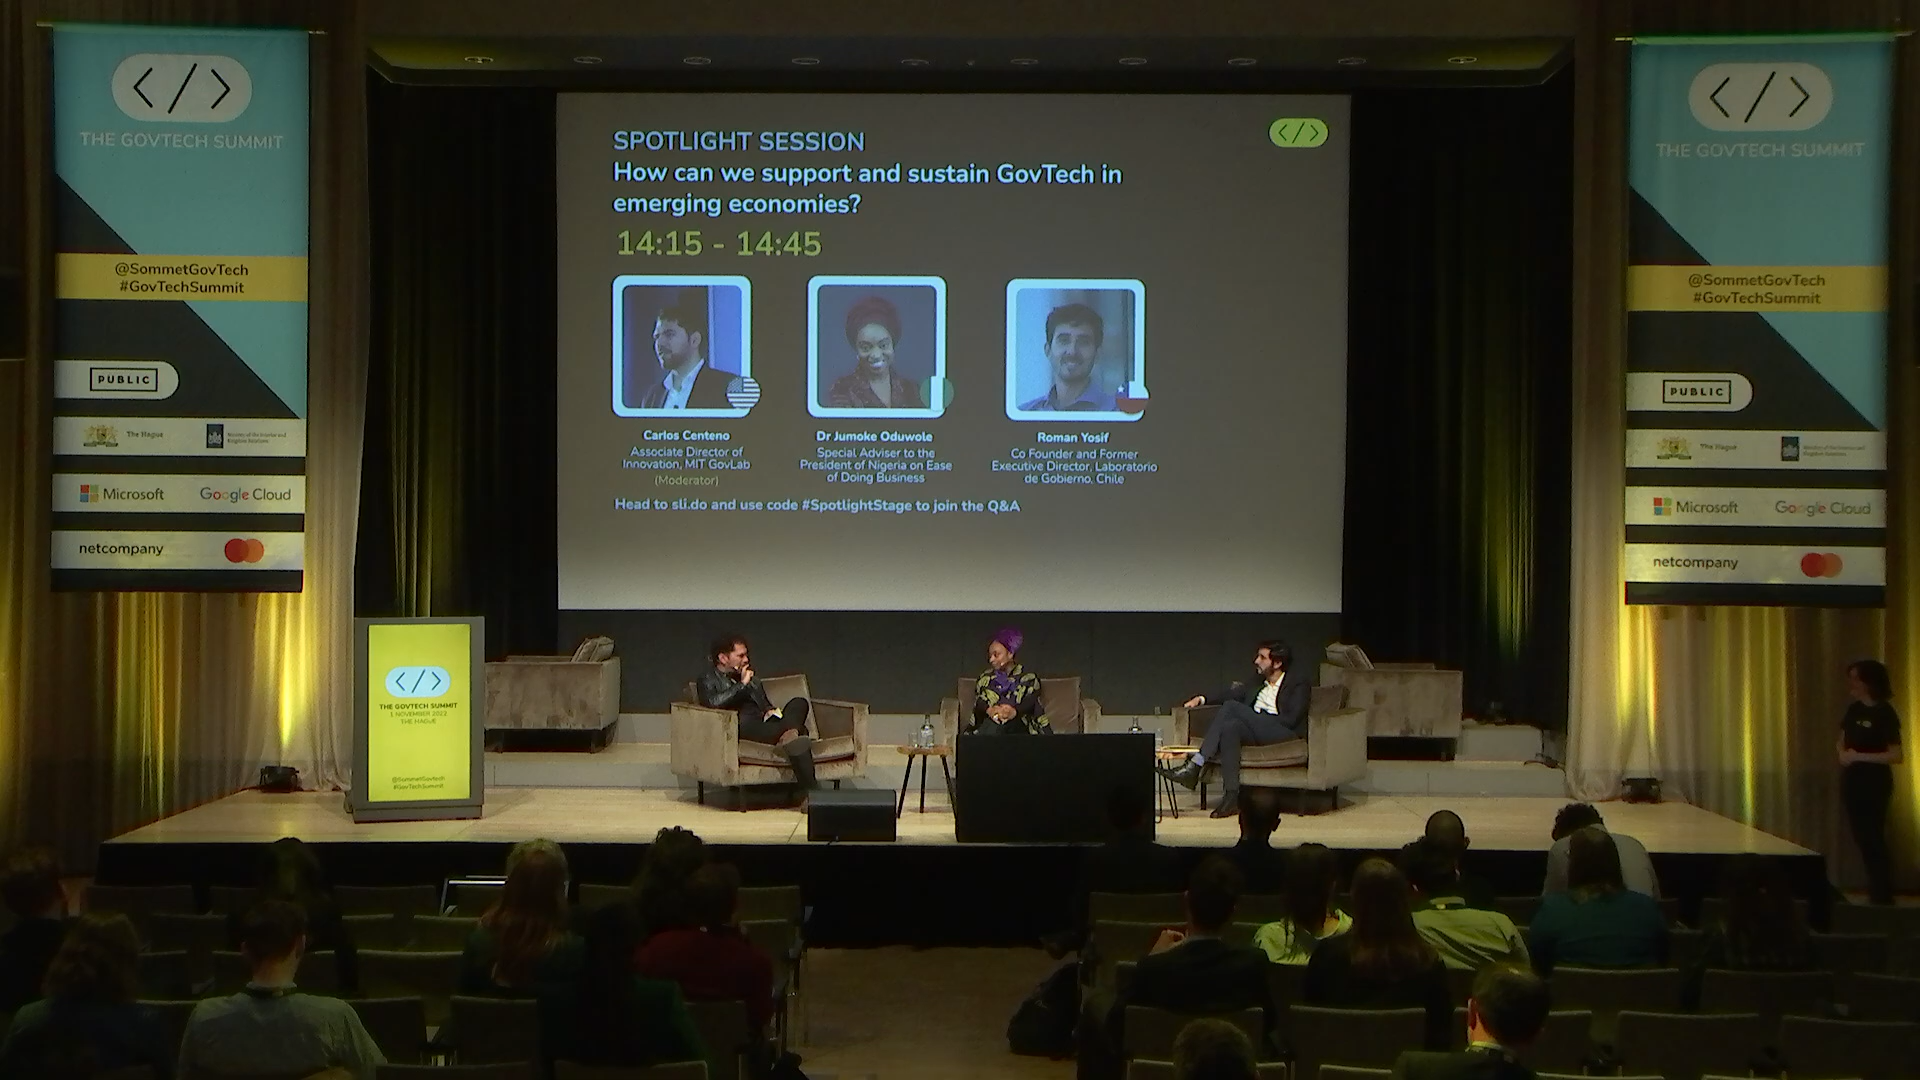 THE GOVTECH SUMMIT
@SommetGovTech
#GovTechSummit
PUBLIC
The Hague
Microsoft
Google Cloud
netcompany
SPOTLIGHT SESSION
How can we support and sustain GovTech in
emerging economies?
14:15 - 14:45
Carlos Centeno
Associate Director of
Innovation, MIT GovLab
(Moderator)
Dr Jumoke Oduwole
Special Adviser to the
President of Nigeria on Ease
of Doing Business
Roman Yosif
Co Founder and Former
Executive Director, Laboratorio
de Gobierno, Chile
Head to sli.do and use code #SpotlightStage to join the Q&A
THE GOVTECH SUMMIT
1 NOVEMBER 2022
THE HAGUE
@SommetGovtech
#GovTechSummit
THE GOVTECH SUMMIT
@SommetGovTech
#GovTechSummit
PUBLIC
The Hague
Microsoft
Google Cloud
netcompany